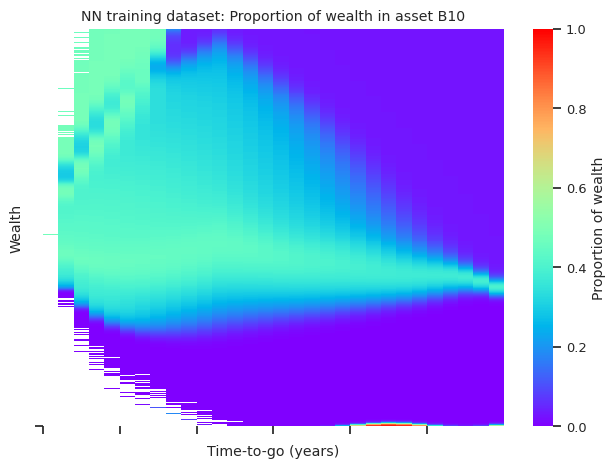 NN training dataset: Proportion of wealth in asset B10
Wealth
Time-to-go (years)
1.0
0.8
0.6
0.4
0.2
0.0
Proportion of wealth